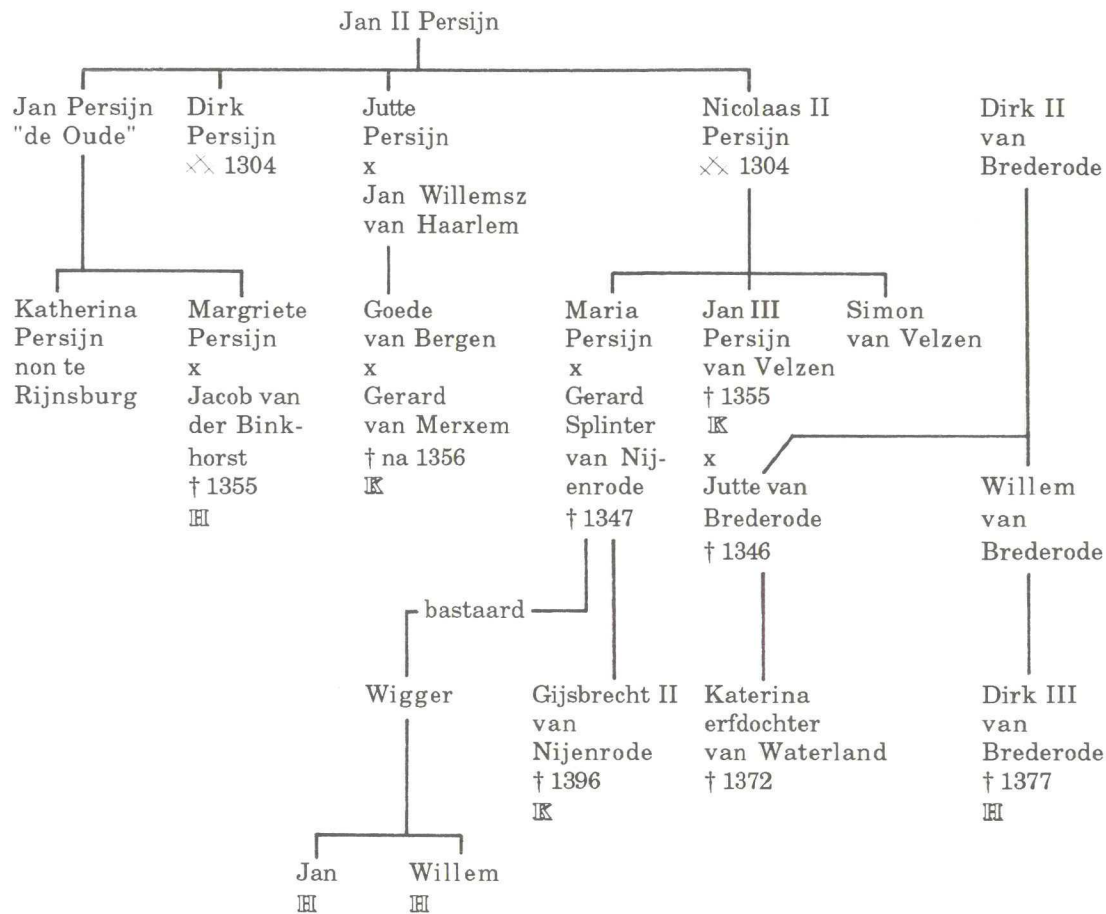 Jan II Persijn
Jan Persijn
"de Oude"
Dirk
Persijn
⚔ 1304
Jutte
Persijn
x
Jan Willemsz
van Haarlem
Nicolaas II
Persijn
⚔ 1304
Dirk II
van
Brederode
Katherina
Persijn
non te
Rijnsburg
Margriete
Persijn
x
Jacob van
der Bink-
horst
† 1355
ℍ
Goede
van Bergen
x
Gerard
van Merxem
† na 1356
𝕂
Maria
Persijn
x
Gerard
Splinter
van Nij-
enrode
† 1347
Jan III
Persijn
van Velzen
† 1355
𝕂
x
Jutte van
Brederode
† 1346
Simon
van Velzen
Willem
van
Brederode
bastaard
Wigger
Gijsbrecht II
van
Nijenrode
† 1396
𝕂
Katerina
erfdochter
van Waterland
† 1372
Dirk III
van
Brederode
† 1377
ℍ
Jan
ℍ
Willem
ℍ